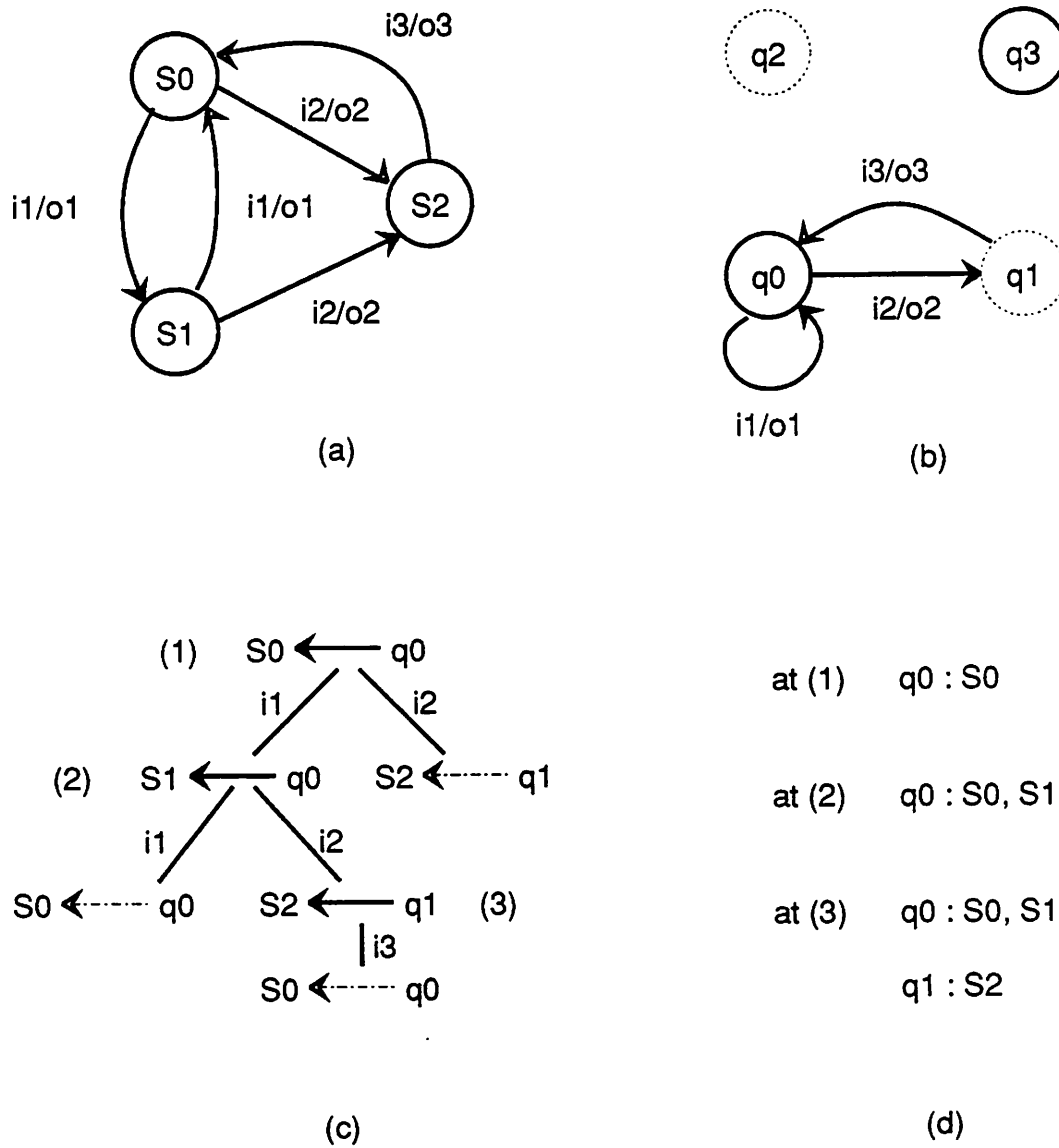 i3/o3
S0
i2/o2
i1/o1
i1/o1
S2
S1
i2/o2
(a)
q2
q3
i3/o3
q0
q1
i2/o2
i1/o1
(b)
(1) S0 q0
i1 i2
(2) S1 q0 S2 q1
i1 i2
S0 q0 S2 q1 (3)
i3
S0 q0
(c)
at (1) q0 : S0
at (2) q0 : S0, S1
at (3) q0 : S0, S1
q1 : S2
(d)